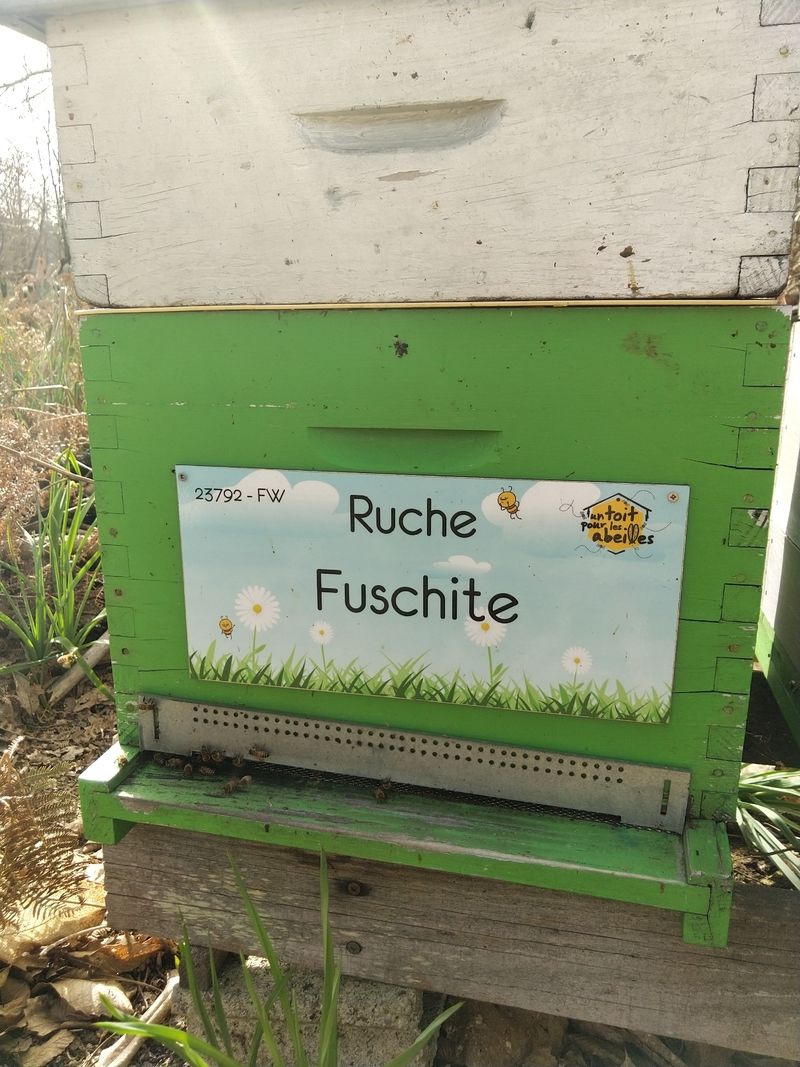 23792 - FW
Ruche
Fuschite
un toit
pour les
abeilles